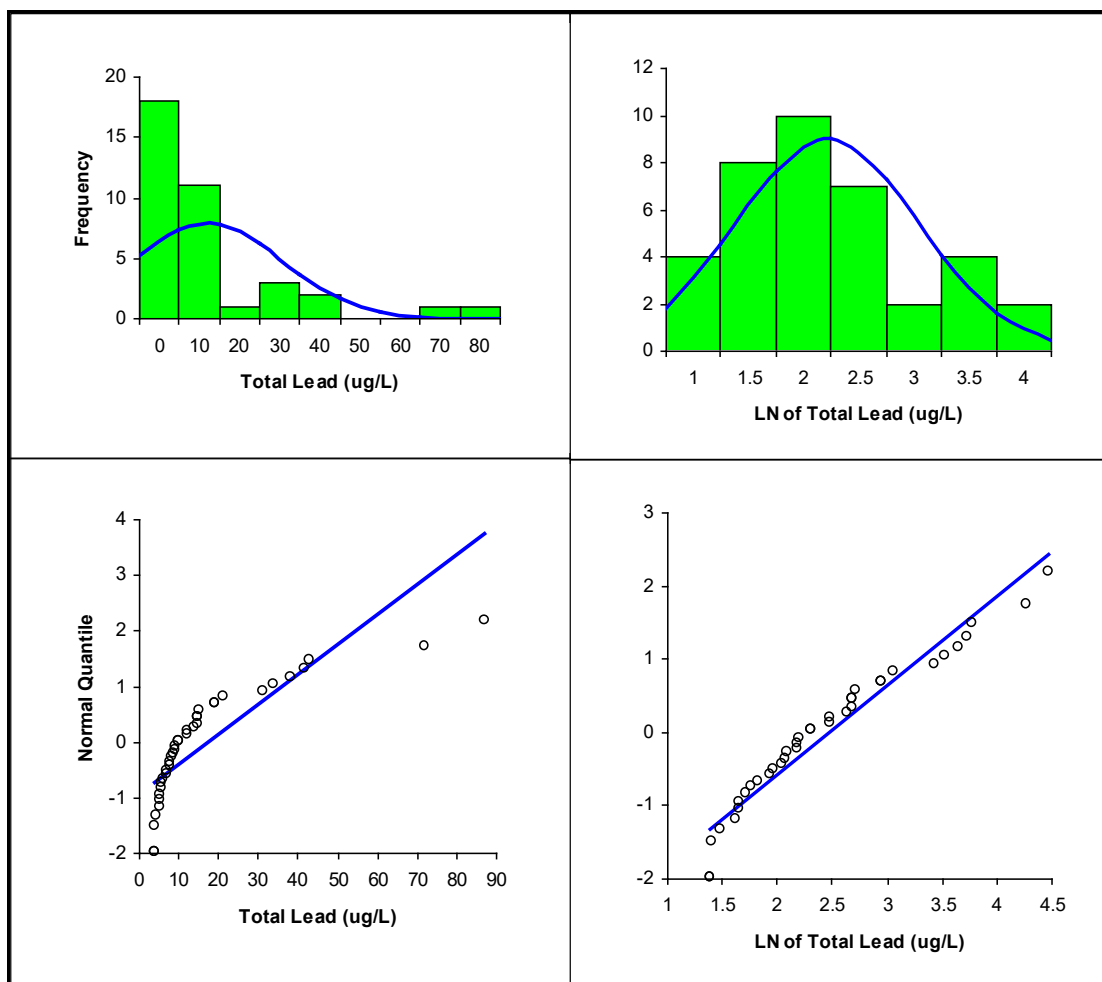 20
15
10
5
0
Frequency
0 10 20 30 40 50 60 70 80
Total Lead (ug/L)
12
10
8
6
4
2
0
1 1.5 2 2.5 3 3.5 4
LN of Total Lead (ug/L)
4
3
2
1
0
-1
-2
Normal Quantile
0 10 20 30 40 50 60 70 80 90
Total Lead (ug/L)
3
2
1
0
-1
-2
1 1.5 2 2.5 3 3.5 4 4.5
LN of Total Lead (ug/L)